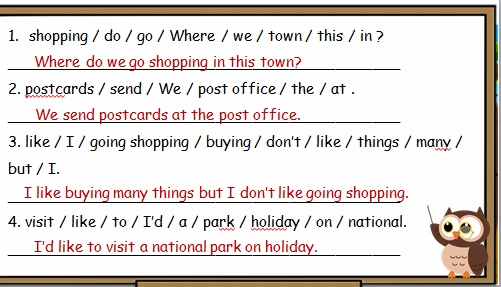 1. shopping / do / go / Where / we / town / this / in ?
Where do we go shopping in this town?
2. postcards / send / We / post office / the / at .
We send postcards at the post office.
3. like / I / going shopping / buying / don't / like / things / many /
but / I.
I like buying many things but I don't like going shopping.
4. visit / like / to / I'd / a / park / holiday / on / national.
I'd like to visit a national park on holiday.